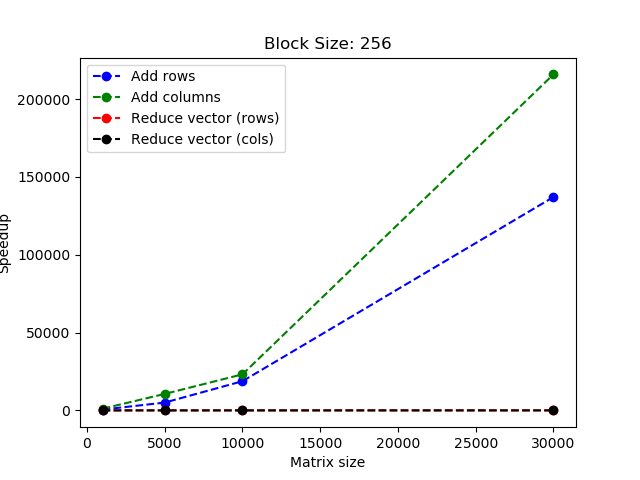 Block Size: 256
Add rows
Add columns
Reduce vector (rows)
Reduce vector (cols)
200000
150000
100000
50000
0
Speedup
0 5000 10000 15000 20000 25000 30000
Matrix size